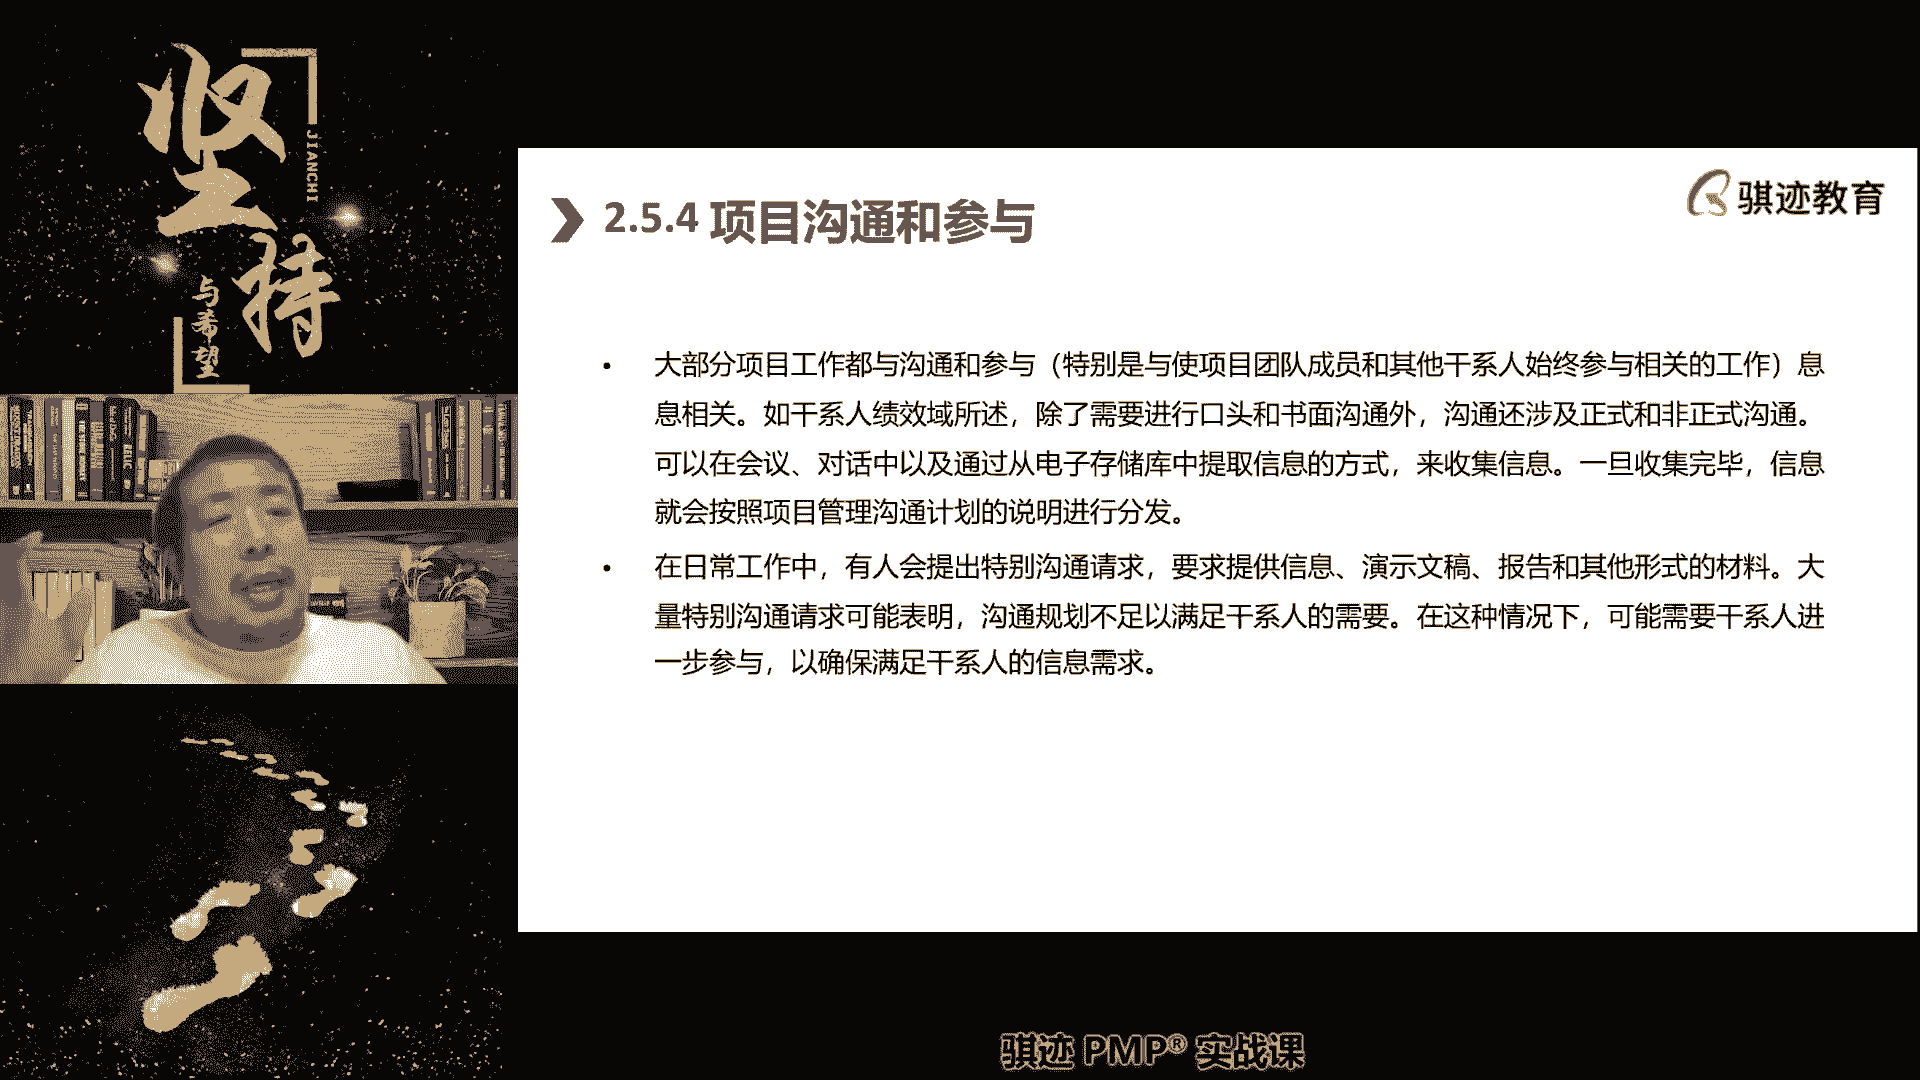 坚持
JIANCHI
与希望
骐迹教育
2.5.4 项目沟通和参与
• 大部分项目工作都与沟通和参与（特别是与使项目团队成员和其他干系人始终参与相关的工作）息
息相关。如干系人绩效域所述，除了需要进行口头和书面沟通外，沟通还涉及正式和非正式沟通。
可以在会议、对话中以及通过从电子存储库中提取信息的方式，来收集信息。一旦收集完毕，信息
就会按照项目管理沟通计划的说明进行分发。
• 在日常工作中，有人会提出特别沟通请求，要求提供信息、演示文稿、报告和其他形式的材料。大
量特别沟通请求可能表明，沟通规划不足以满足干系人的需要。在这种情况下，可能需要干系人进
一步参与，以确保满足干系人的信息需求。
骐迹 PMP® 实战课